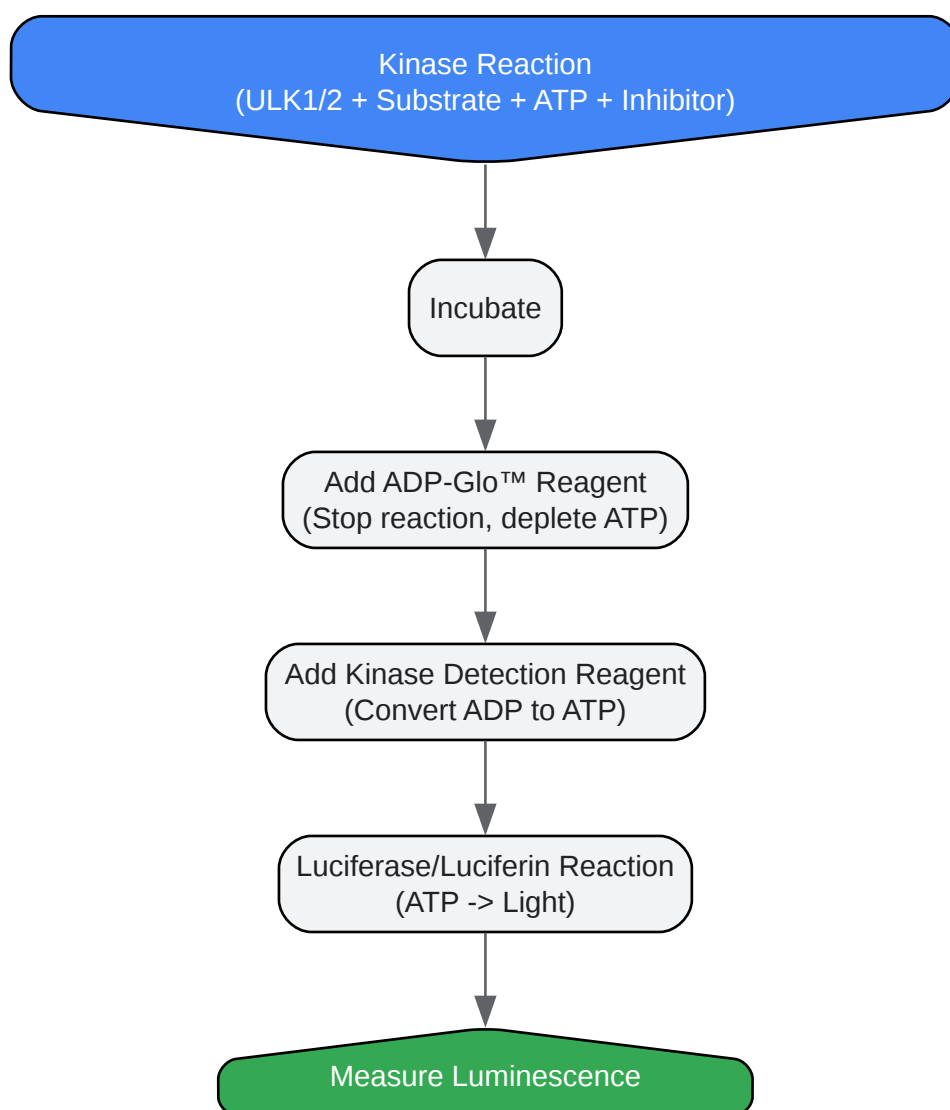 Kinase Reaction
(ULK1/2 + Substrate + ATP + Inhibitor)
Incubate
Add ADP-Glo™ Reagent
(Stop reaction, deplete ATP)
Add Kinase Detection Reagent
(Convert ADP to ATP)
Luciferase/Luciferin Reaction
(ATP -> Light)
Measure Luminescence